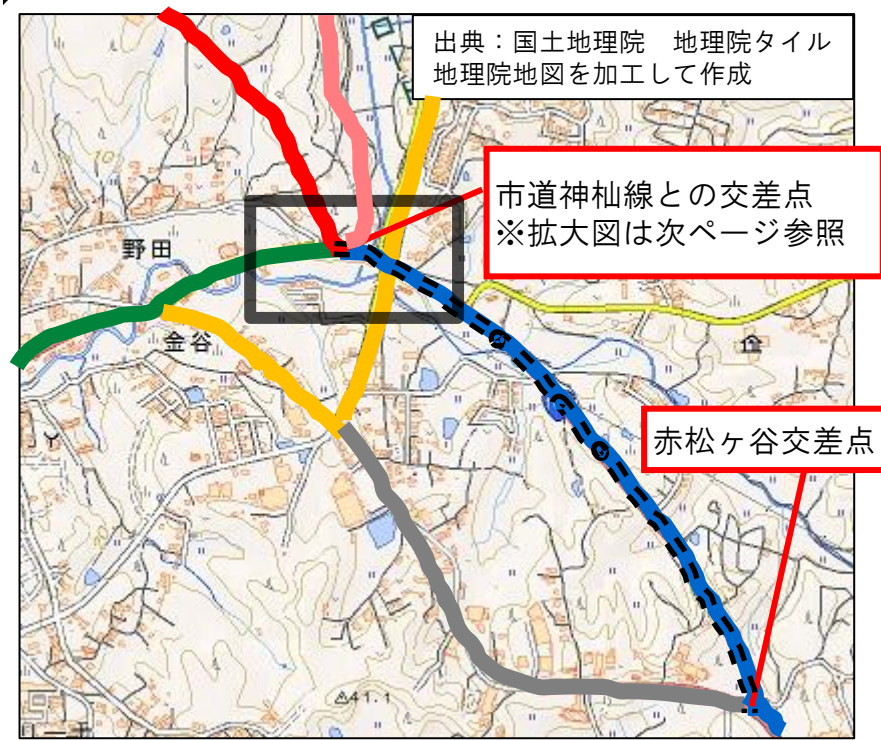 出典：国土地理院　地理院タイル
地理院地図を加工して作成
市道神杣線との交差点
※拡大図は次ページ参照
野田
金谷
赤松ヶ谷交差点
41.1